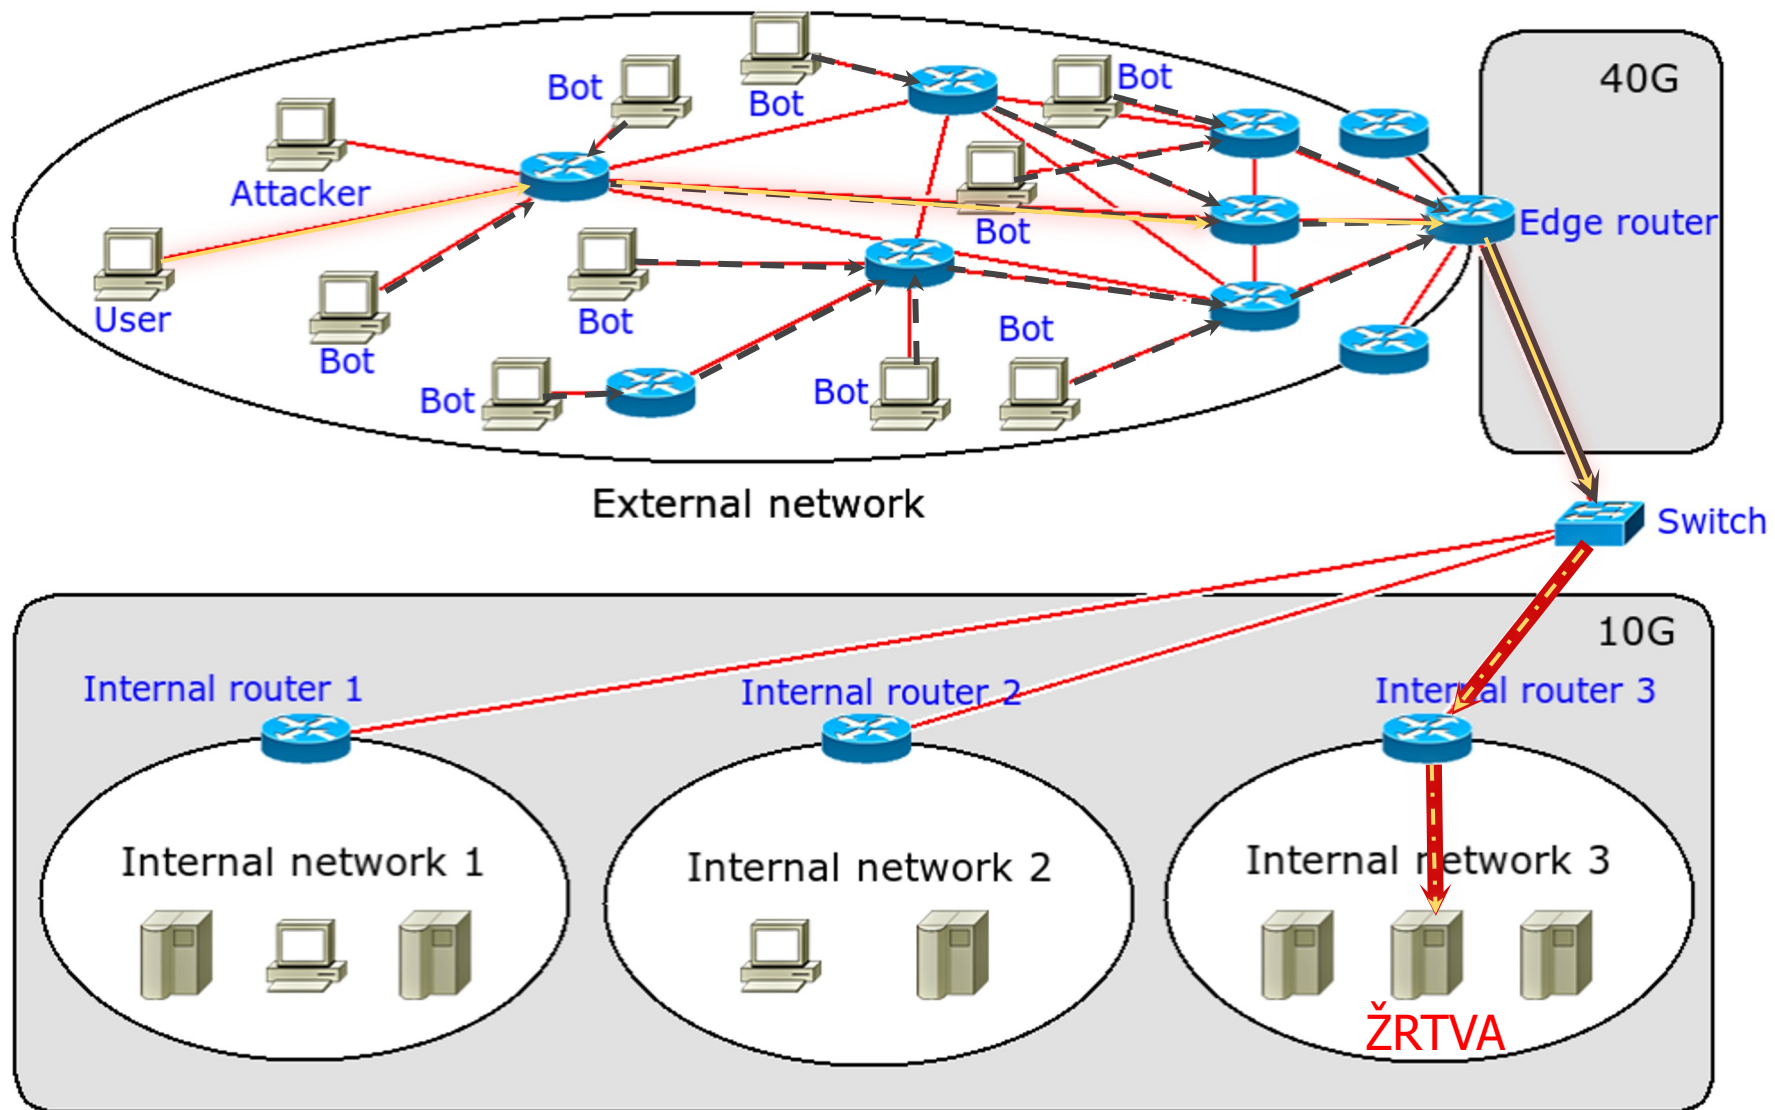 40G
Bot
Bot
Bot
Attacker
Bot
Edge router
User
Bot
Bot
Bot
Bot
Bot
External network
Switch
10G
Internal router 1
Internal router 2
Internal router 3
Internal network 1
Internal network 2
Internal network 3
ŽRTVA